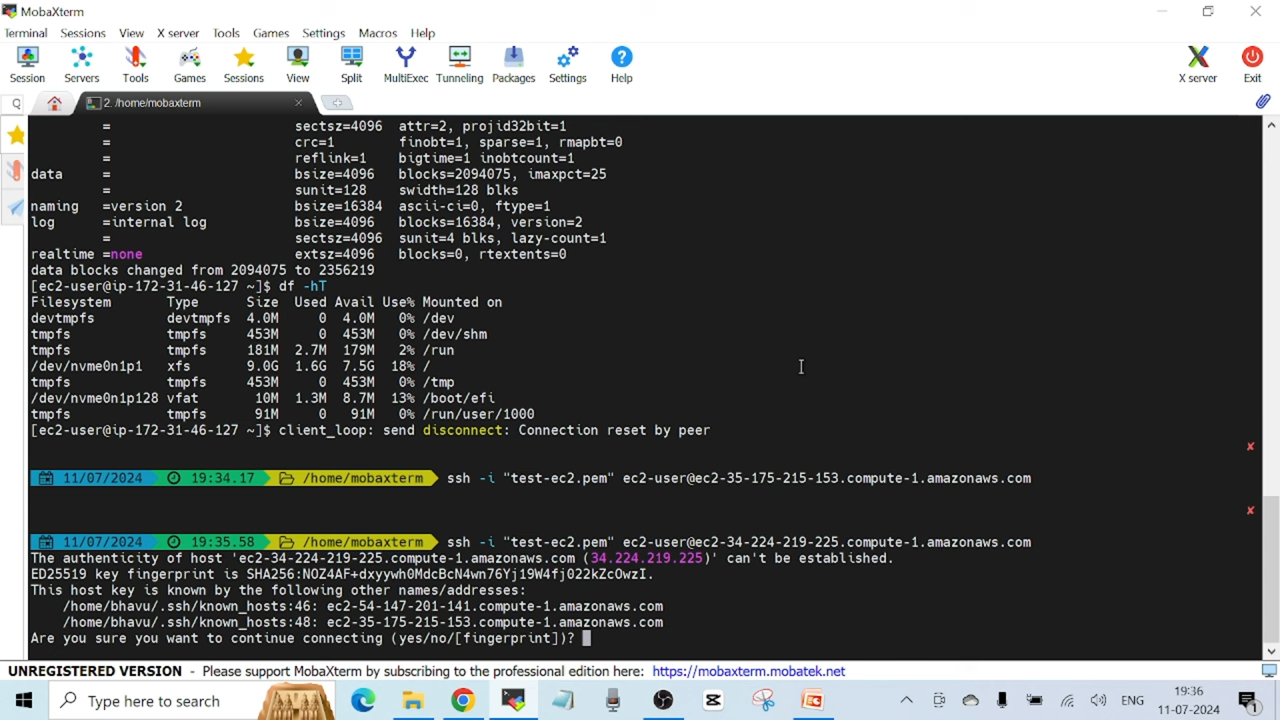 MobaXterm
Terminal Sessions View X server Tools Games Settings Macros Help
Session Servers Tools Games Sessions View Split MultiExec Tunneling Packages Settings Help X server Exit
2. /home/mobaxterm
= sectsz=4096 attr=2, projid32bit=1
= crc=1 finobt=1, sparse=1, rmapbt=0
= reflink=1 bigtime=1 inobtcount=1
data = bsize=4096 blocks=2094075, imaxpct=25
= sunit=128 swidth=128 blks
naming =version 2 bsize=16384 ascii-ci=0, ftype=1
log =internal log bsize=4096 blocks=16384, version=2
= sectsz=4096 sunit=4 blks, lazy-count=1
realtime =none extsz=4096 blocks=0, rtextents=0
data blocks changed from 2094075 to 2356219
[ec2-user@ip-172-31-46-127 ~]$ df -hT
Filesystem Type Size Used Avail Use% Mounted on
devtmpfs devtmpfs 4.0M 0 4.0M 0% /dev
tmpfs tmpfs 453M 0 453M 0% /dev/shm
tmpfs tmpfs 181M 2.7M 179M 2% /run
/dev/nvme0n1p1 xfs 9.0G 1.6G 7.5G 18% /
tmpfs tmpfs 453M 0 453M 0% /tmp
/dev/nvme0n1p128 vfat 10M 1.3M 8.7M 13% /boot/efi
tmpfs tmpfs 91M 0 91M 0% /run/user/1000
[ec2-user@ip-172-31-46-127 ~]$ client_loop: send disconnect: Connection reset by peer
11/07/2024 19:34.17 /home/mobaxterm ssh -i "test-ec2.pem" ec2-user@ec2-35-175-215-153.compute-1.amazonaws.com
11/07/2024 19:35.58 /home/mobaxterm ssh -i "test-ec2.pem" ec2-user@ec2-34-224-219-225.compute-1.amazonaws.com
The authenticity of host 'ec2-34-224-219-225.compute-1.amazonaws.com (34.224.219.225)' can't be established.
ED25519 key fingerprint is SHA256:NOZ4AF+dxyywh0MdcBcN4wn76Yj19W4fj022kZcOwzI.
This host key is known by the following other names/addresses:
/home/bhavu/.ssh/known_hosts:46: ec2-54-147-201-141.compute-1.amazonaws.com
/home/bhavu/.ssh/known_hosts:48: ec2-35-175-215-153.compute-1.amazonaws.com
Are you sure you want to continue connecting (yes/no/[fingerprint])?
UNREGISTERED VERSION - Please support MobaXterm by subscribing to the professional edition here: https://mobaxterm.mobatek.net
Type here to search ENG 19:36
11-07-2024 1